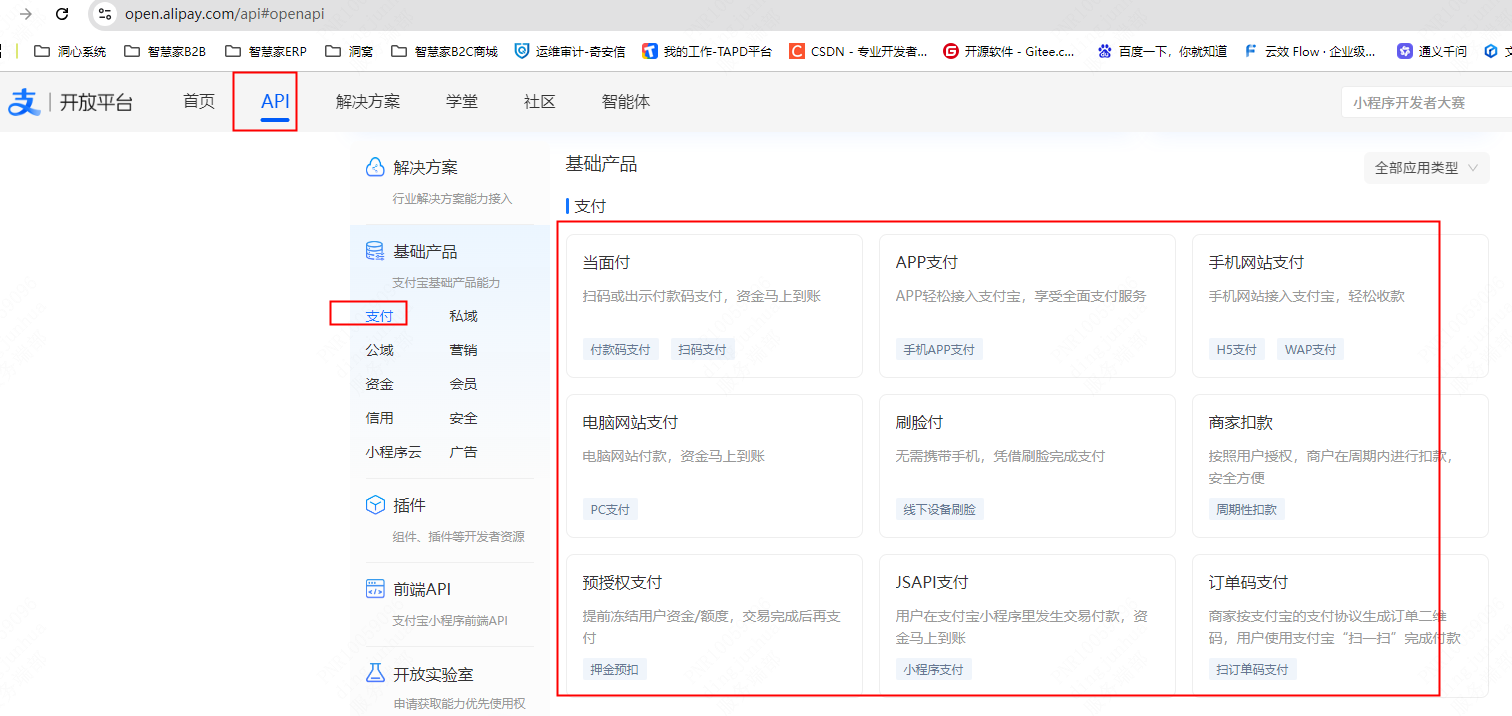 open.alipay.com/api#openapi
洞心系统 智慧家B2B 智慧家ERP 洞窝 智慧家B2C商城 运维审计-奇安信 我的工作-TAPD平台 CSDN - 专业开发者... 开源软件 - Gitee.c... 百度一下，你就知道 云效 Flow · 企业级... 通义千问
支 开放平台 首页 API 解决方案 学堂 社区 智能体 小程序开发者大赛
解决方案
行业解决方案能力接入
基础产品
支付宝基础产品能力
支付 私域
公域 营销
资金 会员
信用 安全
小程序云 广告
插件
组件、插件等开发者资源
前端API
支付宝小程序前端API
开放实验室
申请获取能力优先使用权
基础产品 全部应用类型
支付
当面付
扫码或出示付款码支付，资金马上到账
付款码支付 扫码支付
APP支付
APP轻松接入支付宝，享受全面支付服务
手机APP支付
手机网站支付
手机网站接入支付宝，轻松收款
H5支付 WAP支付
电脑网站支付
电脑网站付款，资金马上到账
PC支付
刷脸付
无需携带手机，凭借刷脸完成支付
线下设备刷脸
商家扣款
按照用户授权，商户在周期内进行扣款，
安全方便
周期性扣款
预授权支付
提前冻结用户资金/额度，交易完成后再支
付
押金预扣
JSAPI支付
用户在支付宝小程序里发生交易付款，资
金马上到账
小程序支付
订单码支付
商家按支付宝的支付协议生成订单二维
码，用户使用支付宝“扫一扫”完成付款
扫订单码支付